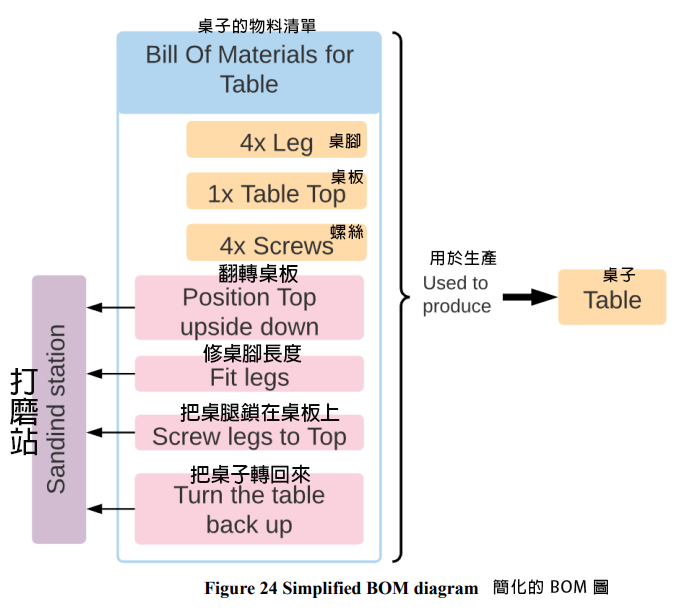 桌子的物料清單
Bill Of Materials for
Table
4x Leg 桌腳
桌板
1x Table Top
螺絲
4x Screws
翻轉桌板
Position Top
upside down
修桌腳長度
Fit legs
把桌腿鎖在桌板上
Screw legs to Top
把桌子轉回來
Turn the table
back up
打磨站
Sandind station
用於生產
Used to
produce
桌子
Table
Figure 24 Simplified BOM diagram 簡化的 BOM 圖